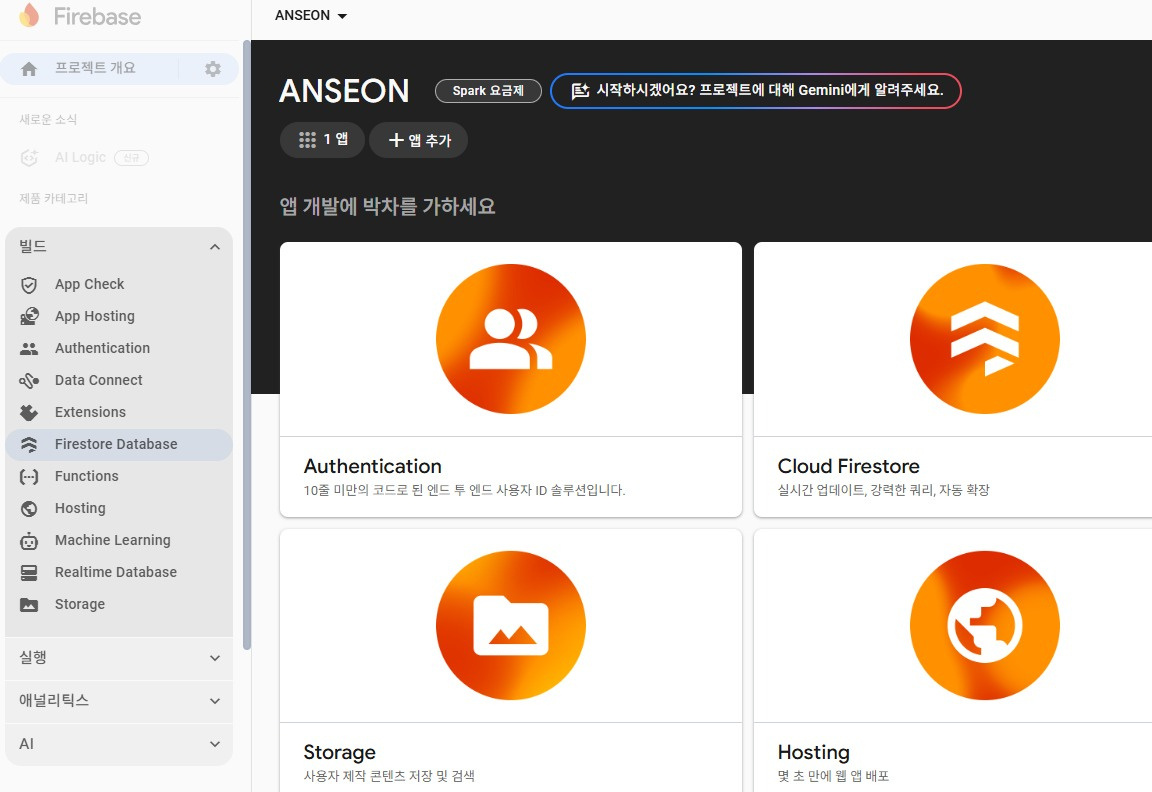 Firebase
ANSEON
프로젝트 개요
새로운 소식
AI Logic 신규
제품 카테고리
빌드
App Check
App Hosting
Authentication
Data Connect
Extensions
Firestore Database
Functions
Hosting
Machine Learning
Realtime Database
Storage
실행
애널리틱스
AI
ANSEON
Spark 요금제
시작하시겠어요? 프로젝트에 대해 Gemini에게 알려주세요.
1 앱
+ 앱 추가
앱 개발에 박차를 가하세요
Authentication
10줄 미만의 코드로 된 엔드 투 엔드 사용자 ID 솔루션입니다.
Cloud Firestore
실시간 업데이트, 강력한 쿼리, 자동 확장
Storage
사용자 제작 콘텐츠 저장 및 검색
Hosting
몇 초 만에 웹 앱 배포